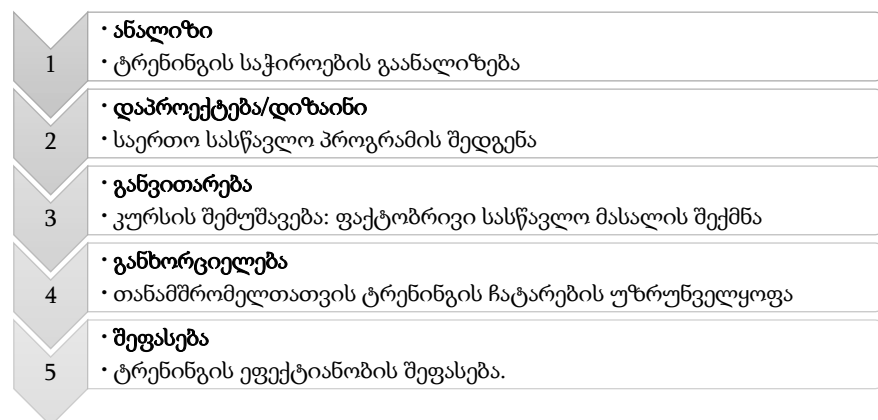 · ანალიზი
1
· ტრენინგის საჭიროების გაანალიზება
· დაპროექტება/დიზაინი
2
· საერთო სასწავლო პროგრამის შედგენა
· განვითარება
3
· კურსის შემუშავება: ფაქტობრივი სასწავლო მასალის შექმნა
· განხორციელება
4
· თანამშრომელთათვის ტრენინგის ჩატარების უზრუნველყოფა
· შეფასება
5
· ტრენინგის ეფექტიანობის შეფასება.